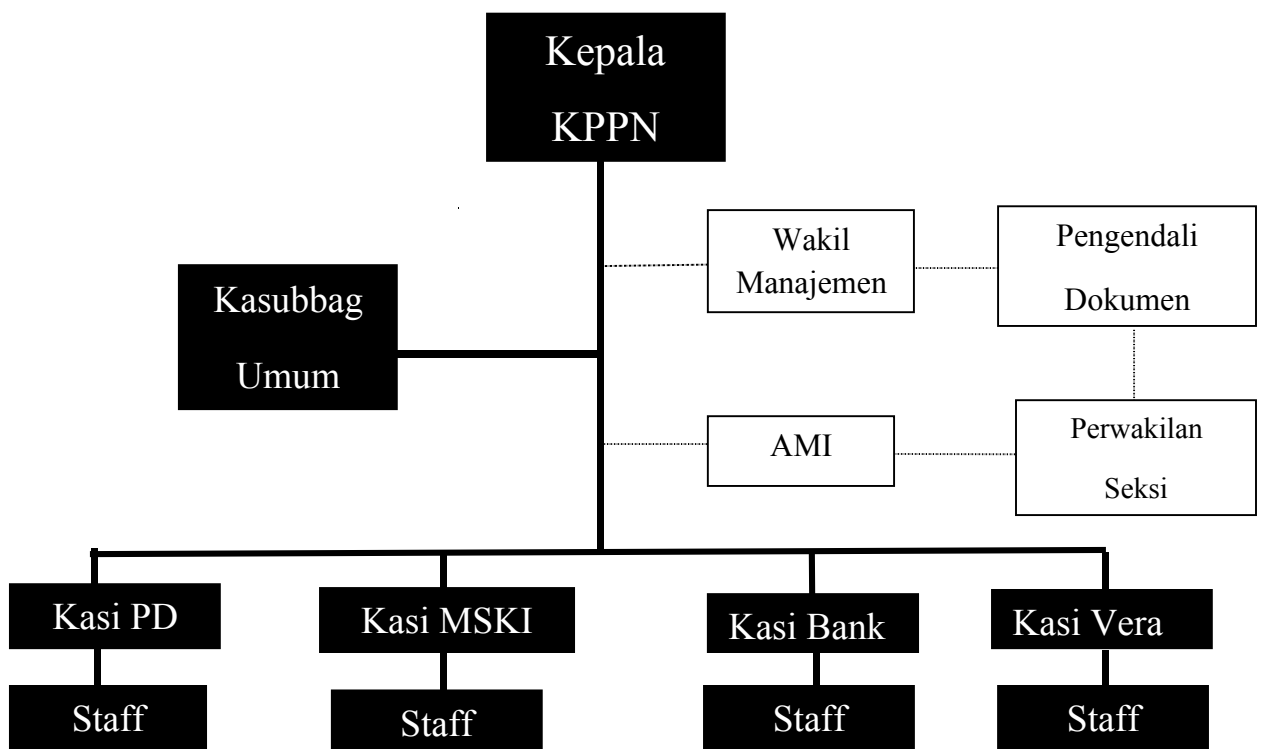 Kepala
KPPN
Wakil
Manajemen
Pengendali
Dokumen
Kasubbag
Umum
AMI
Perwakilan
Seksi
Kasi PD
Kasi MSKI
Kasi Bank
Kasi Vera
Staff
Staff
Staff
Staff